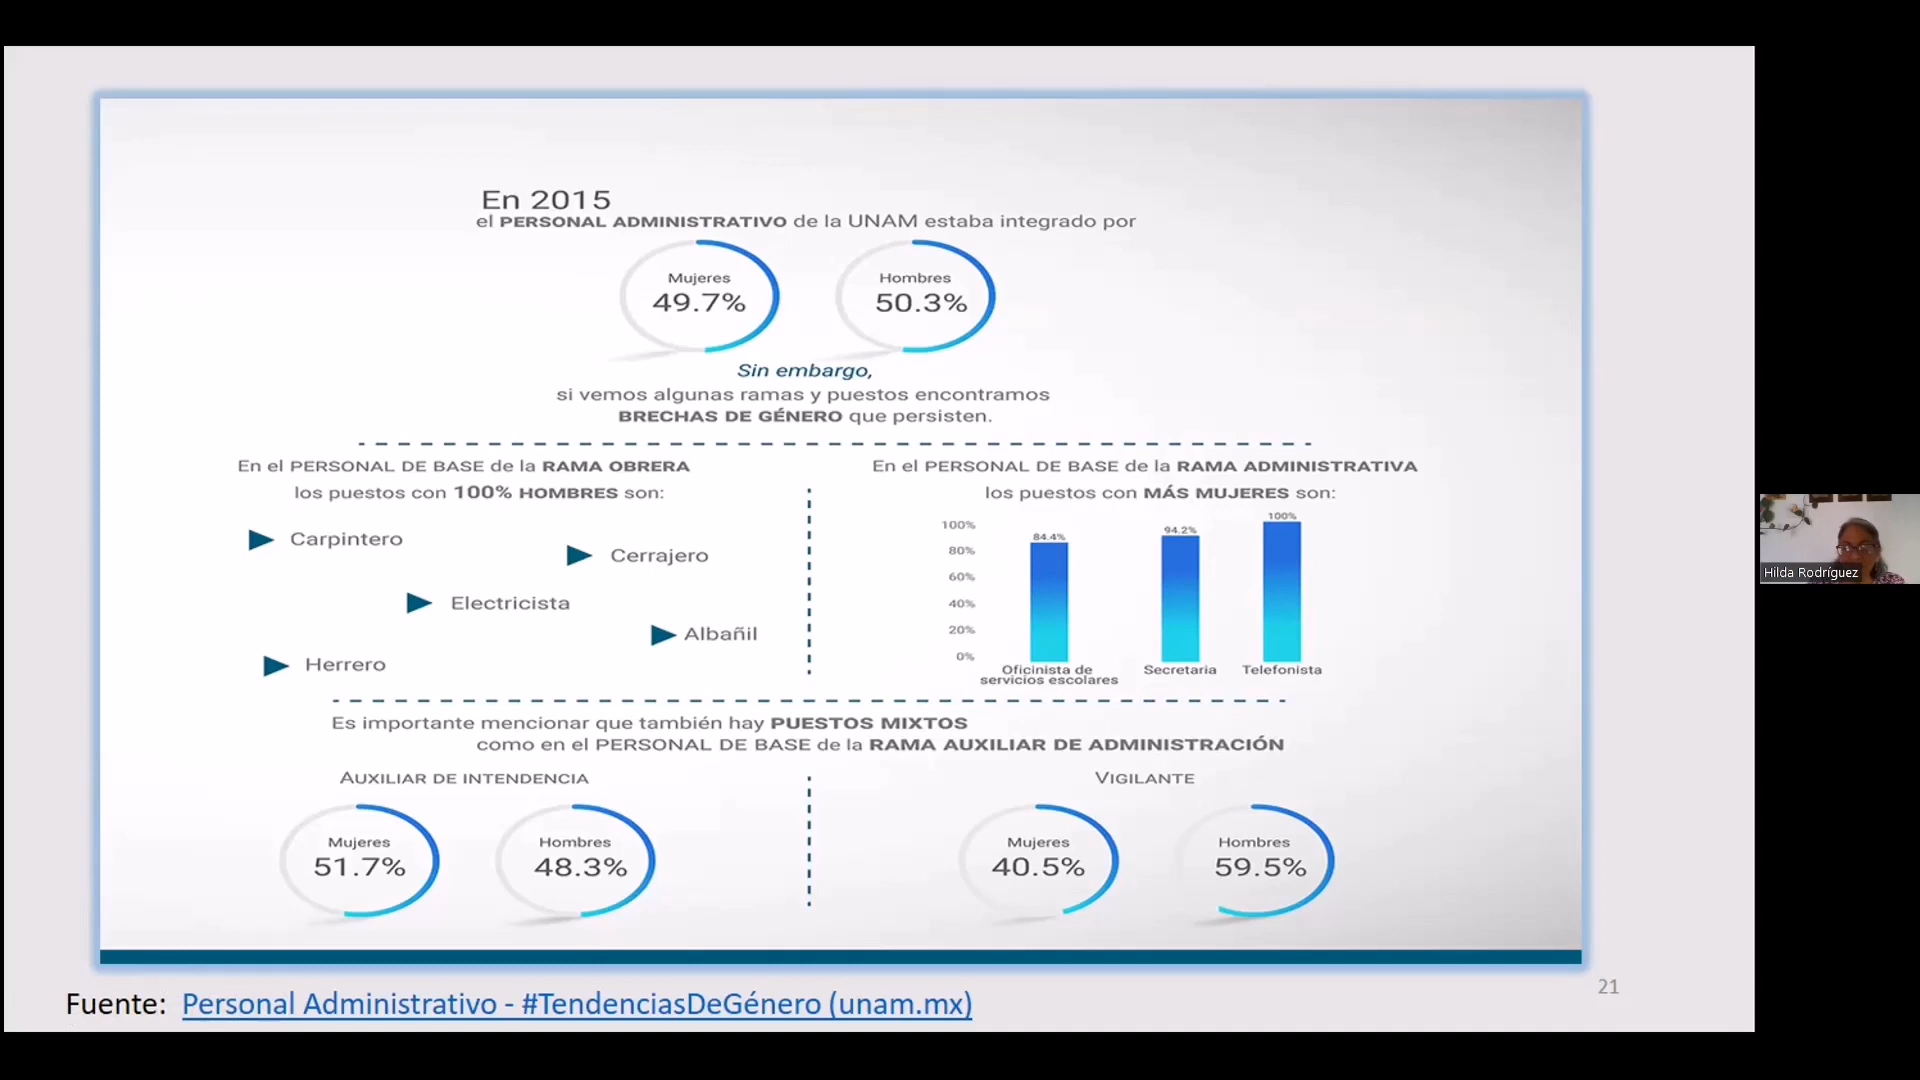 En 2015
el PERSONAL ADMINISTRATIVO de la UNAM estaba integrado por
Mujeres
49.7%
Hombres
50.3%
Sin embargo,
si vemos algunas ramas y puestos encontramos
BRECHAS DE GÉNERO que persisten.
En el PERSONAL DE BASE de la RAMA OBRERA
los puestos con 100% HOMBRES son:
Carpintero
Cerrajero
Electricista
Albañil
Herrero
En el PERSONAL DE BASE de la RAMA ADMINISTRATIVA
los puestos con MÁS MUJERES son:
100%
80%
60%
40%
20%
0%
84.4%
94.2%
100%
Oficinista de
servicios escolares
Secretaria
Telefonista
Es importante mencionar que también hay PUESTOS MIXTOS
como en el PERSONAL DE BASE de la RAMA AUXILIAR DE ADMINISTRACIÓN
AUXILIAR DE INTENDENCIA
Mujeres
51.7%
Hombres
48.3%
VIGILANTE
Mujeres
40.5%
Hombres
59.5%
Fuente: Personal Administrativo - #TendenciasDeGénero (unam.mx)
21
Hilda Rodríguez